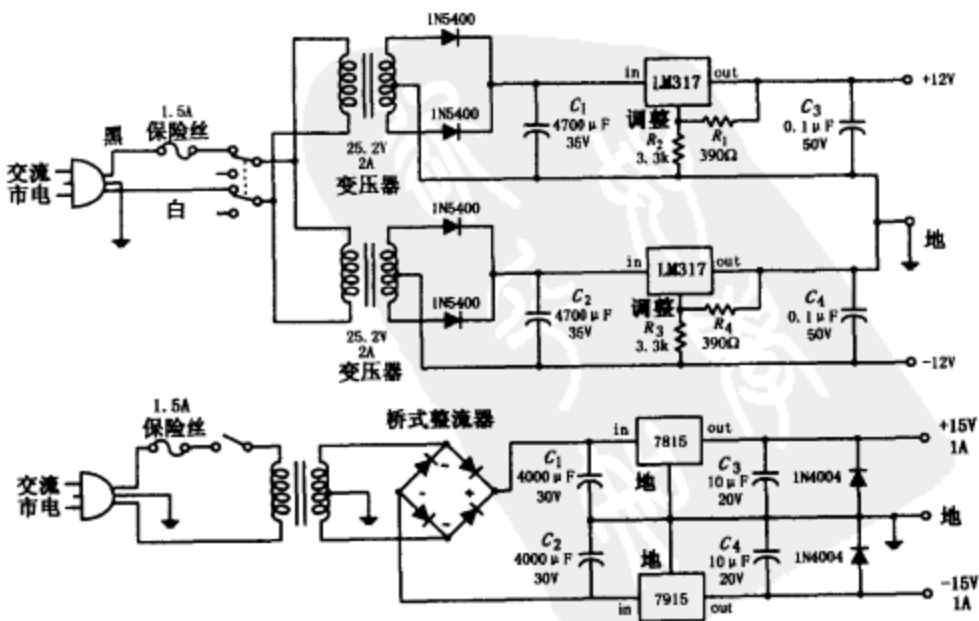 1N5400
1N5400
25.2V
2A
变压器
黑
1.5A
保险丝
交流
市电
白
C1
4700μF
35V
in
LM317
out
调整
R2
3.3k
R1
390Ω
C3
0.1μF
50V
+12V
地
1N5400
1N5400
25.2V
2A
变压器
C2
4700μF
35V
in
LM317
out
调整
R3
3.3k
R4
390Ω
C4
0.1μF
50V
-12V
1.5A
保险丝
交流
市电
桥式整流器
~
-
+
~
C1
4000μF
30V
C2
4000μF
30V
in
7815
out
地
地
in
7915
out
C3
10μF
20V
C4
10μF
20V
1N4004
1N4004
+15V
1A
地
-15V
1A